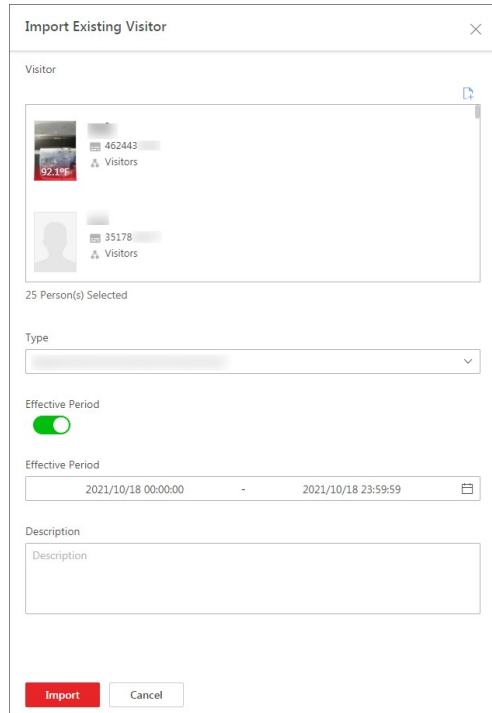 Import Existing Visitor
Visitor
462443
Visitors
92.1°F
35178
Visitors
25 Person(s) Selected
Type
Effective Period
Effective Period
2021/10/18 00:00:00 - 2021/10/18 23:59:59
Description
Description
Import Cancel